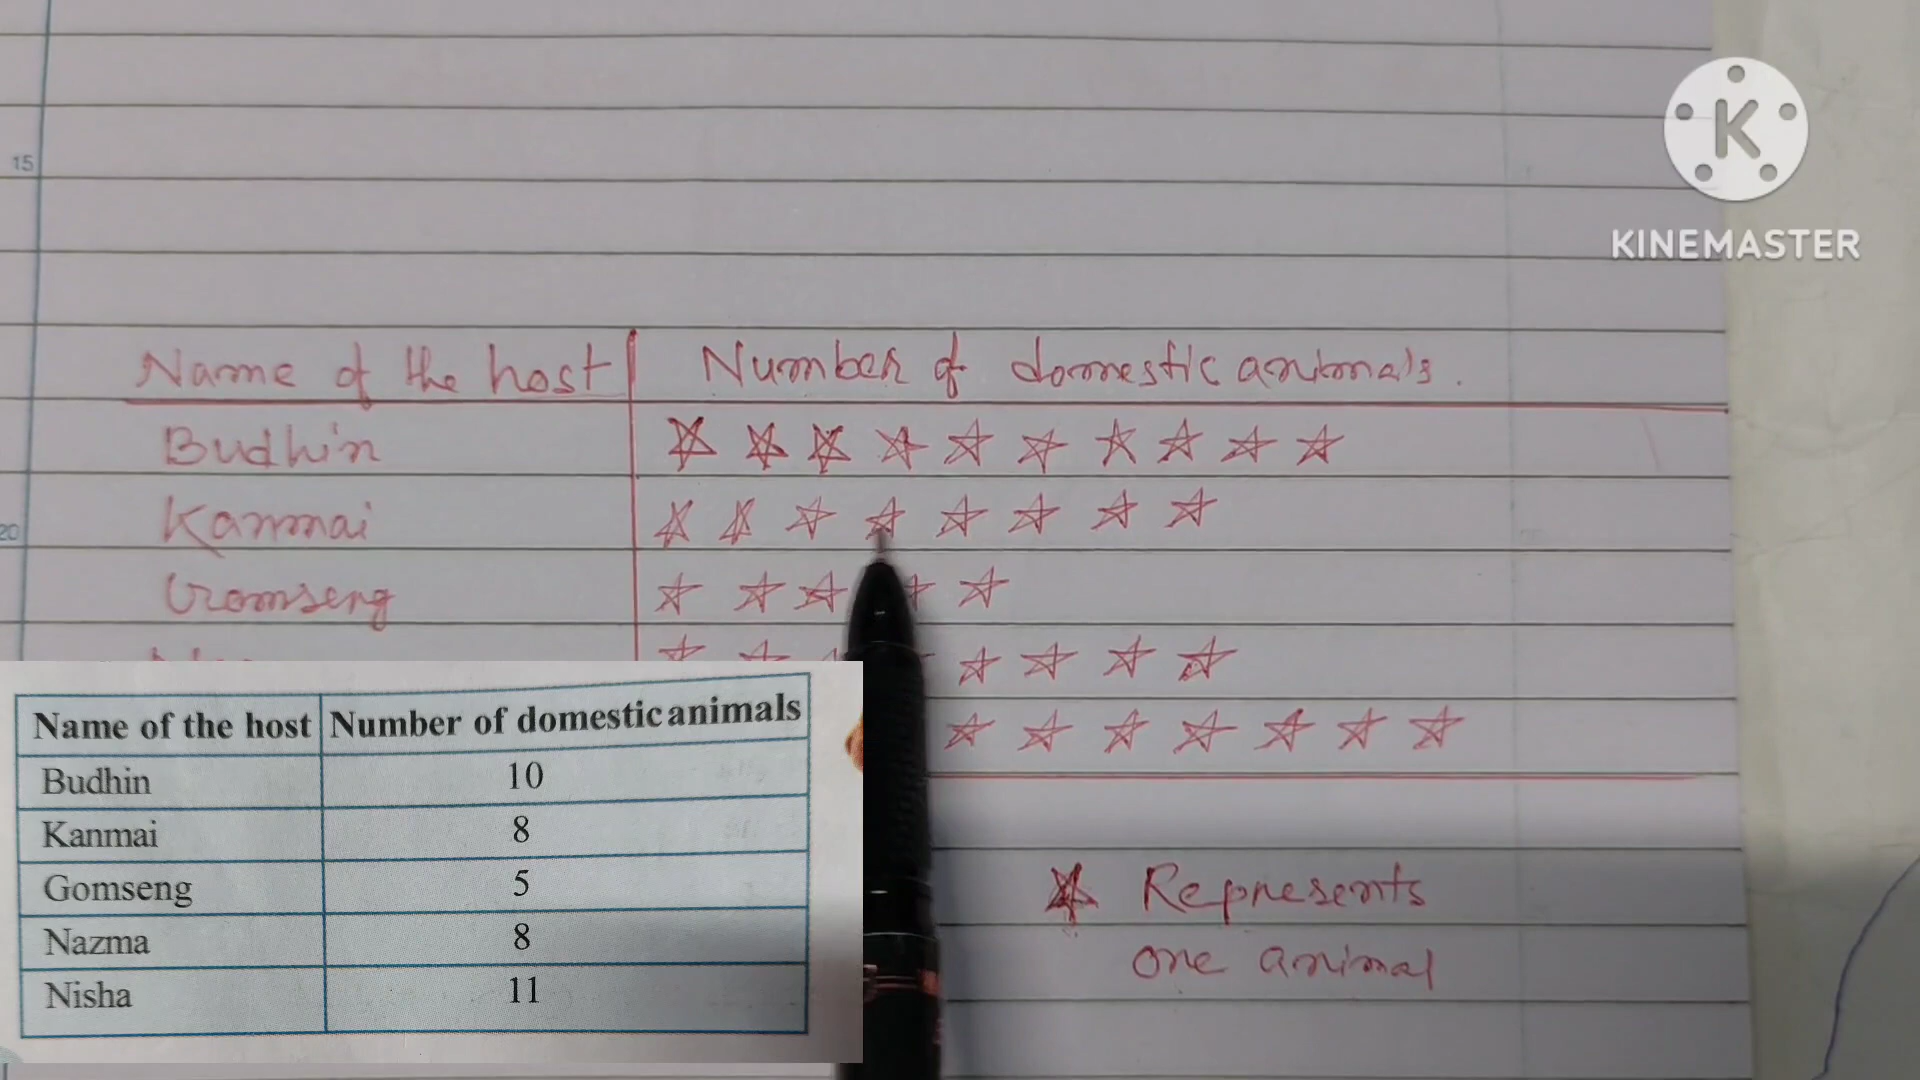 15
KINEMASTER
Name of the host Number of domestic animals.
Budhin
Kanmai
20
Gomseng
Name of the host Number of domestic animals
Budhin 10
Kanmai 8
Gomseng 5
Nazma 8
Nisha 11
Represents
one animal